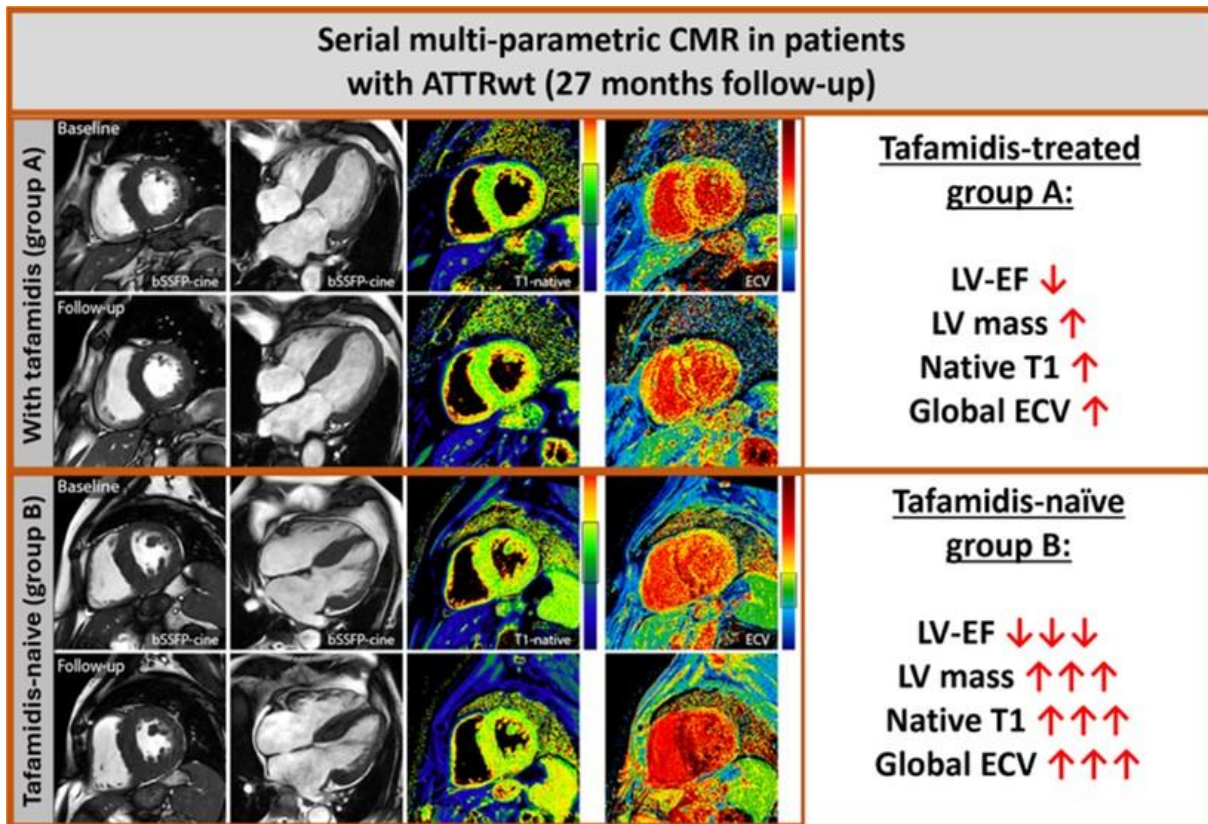 Serial multi-parametric CMR in patients
with ATTRwt (27 months follow-up)
With tafamidis (group A)
Baseline
bSSFP-cine
bSSFP-cine
T1-native
ECV
Follow-up
Tafamidis-treated
group A:
LV-EF ↓
LV mass ↑
Native T1 ↑
Global ECV ↑
Tafamidis-naive (group B)
Baseline
bSSFP-cine
bSSFP-cine
T1-native
ECV
Follow-up
Tafamidis-naïve
group B:
LV-EF ↓↓↓
LV mass ↑↑↑
Native T1 ↑↑↑
Global ECV ↑↑↑